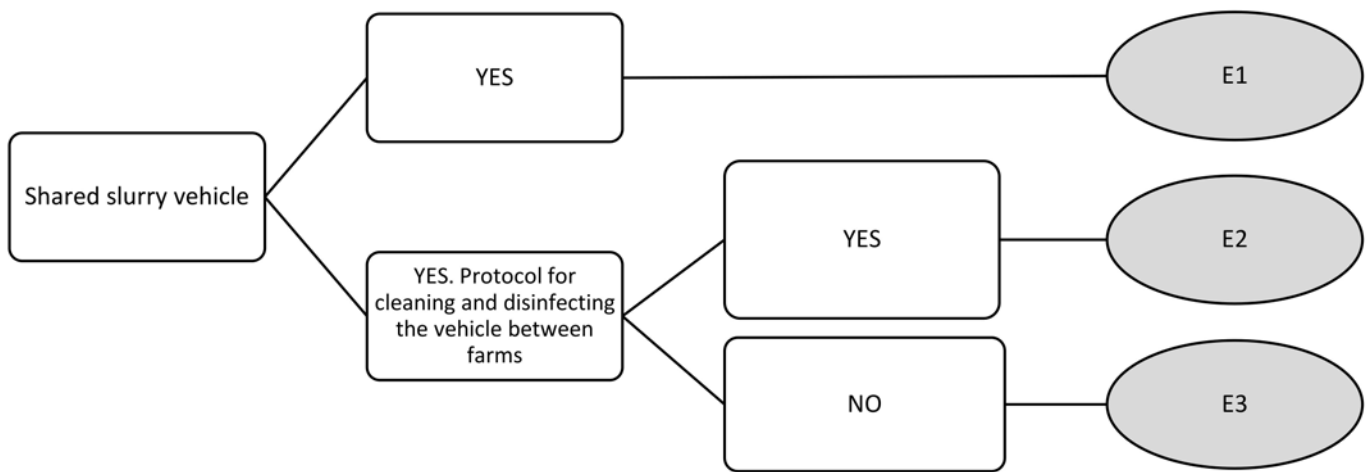 YES
E1
Shared slurry vehicle
YES. Protocol for
cleaning and disinfecting
the vehicle between
farms
YES
E2
NO
E3